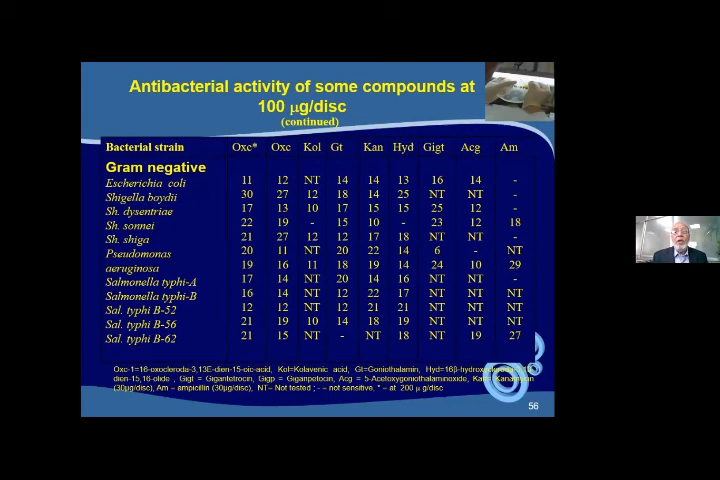 Antibacterial activity of some compounds at
100 µg/disc
(continued)
Bacterial strain Oxc* Oxc Kol Gt Kan Hyd Gigt Acg Am
Gram negative
Escherichia coli 11 12 NT 14 14 13 16 14 -
Shigella boydii 30 27 12 18 14 25 NT NT -
Sh. dysentriae 17 13 10 17 15 15 25 12 -
Sh. sonnei 22 19 - 15 10 - 23 12 18
Sh. shiga 21 27 12 12 17 18 NT NT -
Pseudomonas 20 11 NT 20 22 14 6 - NT
aeruginosa 19 16 11 18 19 14 24 10 29
Salmonella typhi-A 17 14 NT 20 14 16 NT NT -
Salmonella typhi-B 16 14 NT 12 22 17 NT NT NT
Sal. typhi B-52 12 12 NT 12 21 21 NT NT NT
Sal. typhi B-56 21 19 10 14 18 19 NT NT NT
Sal. typhi B-62 21 15 NT - NT 18 NT 19 27
Oxc-1=16-oxocleroda-3,13E-dien-15-oic-acid, Kol=Kolavenic acid, Gt=Goniothalamin,
dien-15,16-olide , Gigt = Gigantetrocin, Gigp = Giganpetocin, Acg = 5-Acetoxygoniothalaminoxide,
(30µg/disc), Am – ampicillin (30µg/disc), NT– Not tested ; - = not sensitive, * – at 200 µ g/disc
56